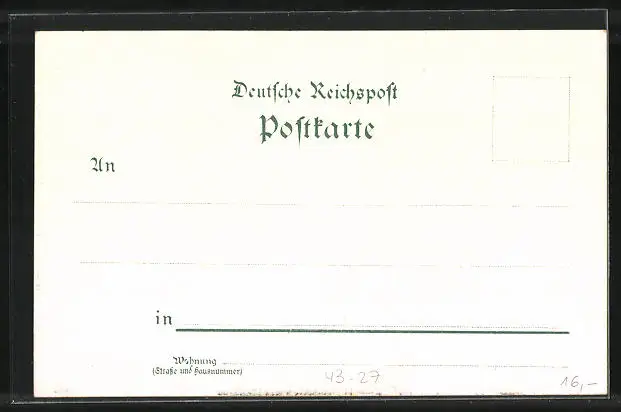 Deutsche Reichspost
Postkarte
An
in
Wohnung
(Straße und Hausnummer)
43-27
16,-